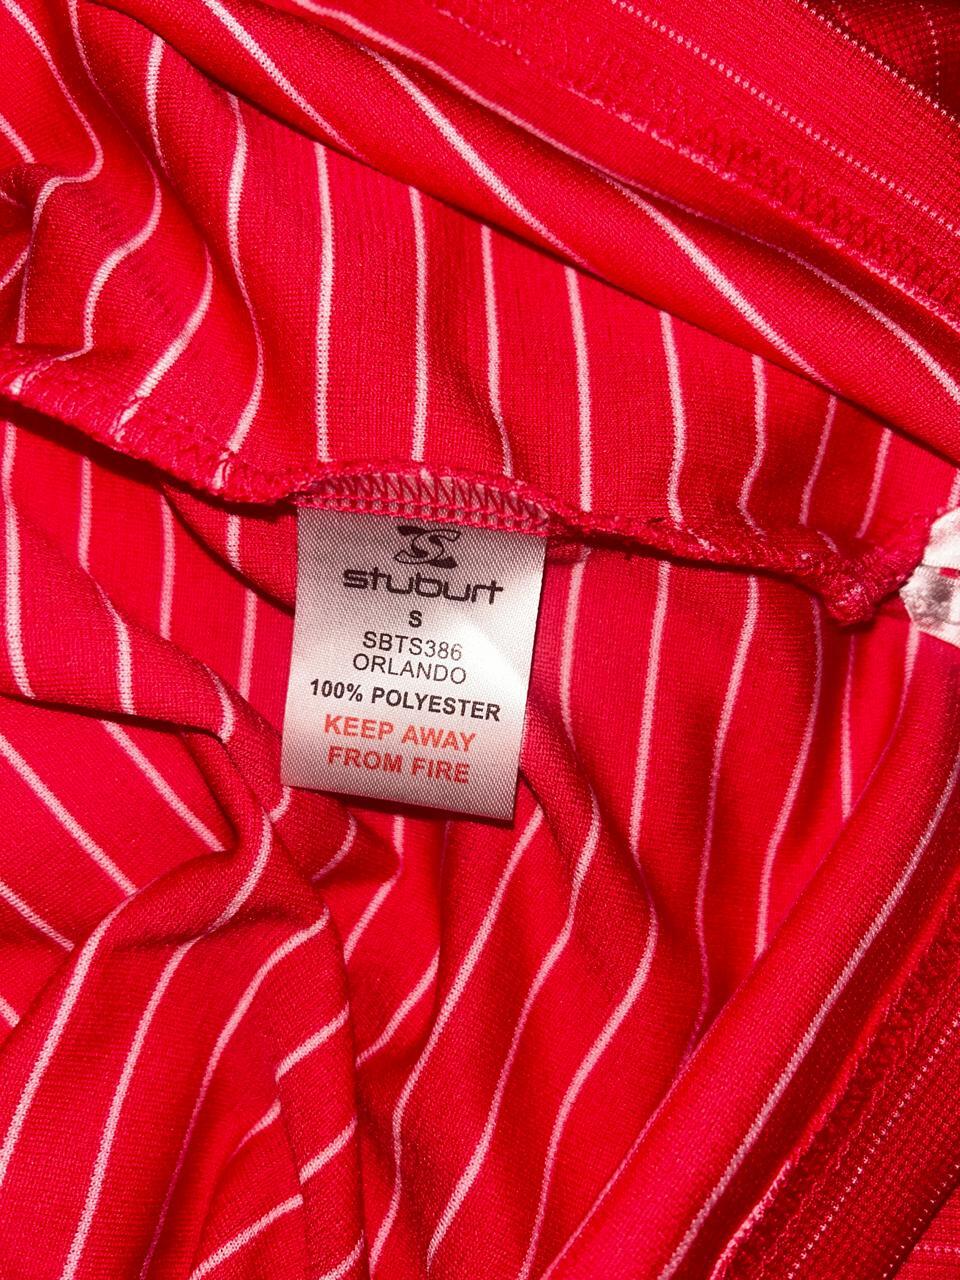 stuburt
S
SBTS386
ORLANDO
100% POLYESTER
KEEP AWAY
FROM FIRE